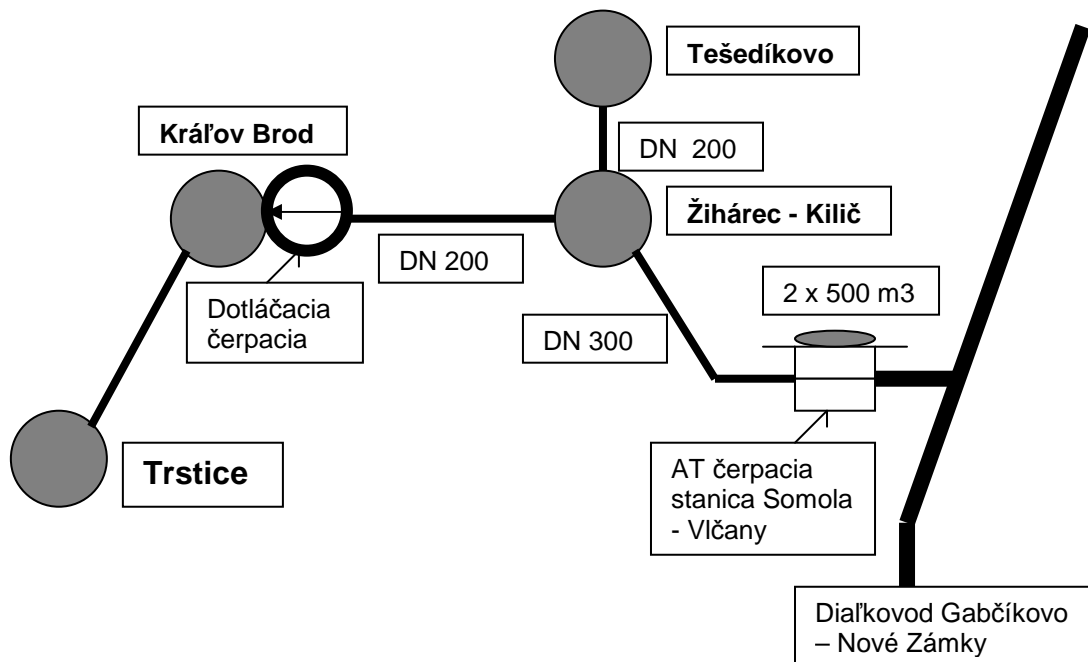 Tešedíkovo
Kráľov Brod
DN  200
Žihárec - Kilič
DN 200
2 x 500 m3
Dotláčacia
čerpacia
DN 300
Trstice
AT čerpacia
stanica Somola
- Vlčany
Diaľkovod Gabčíkovo
– Nové Zámky